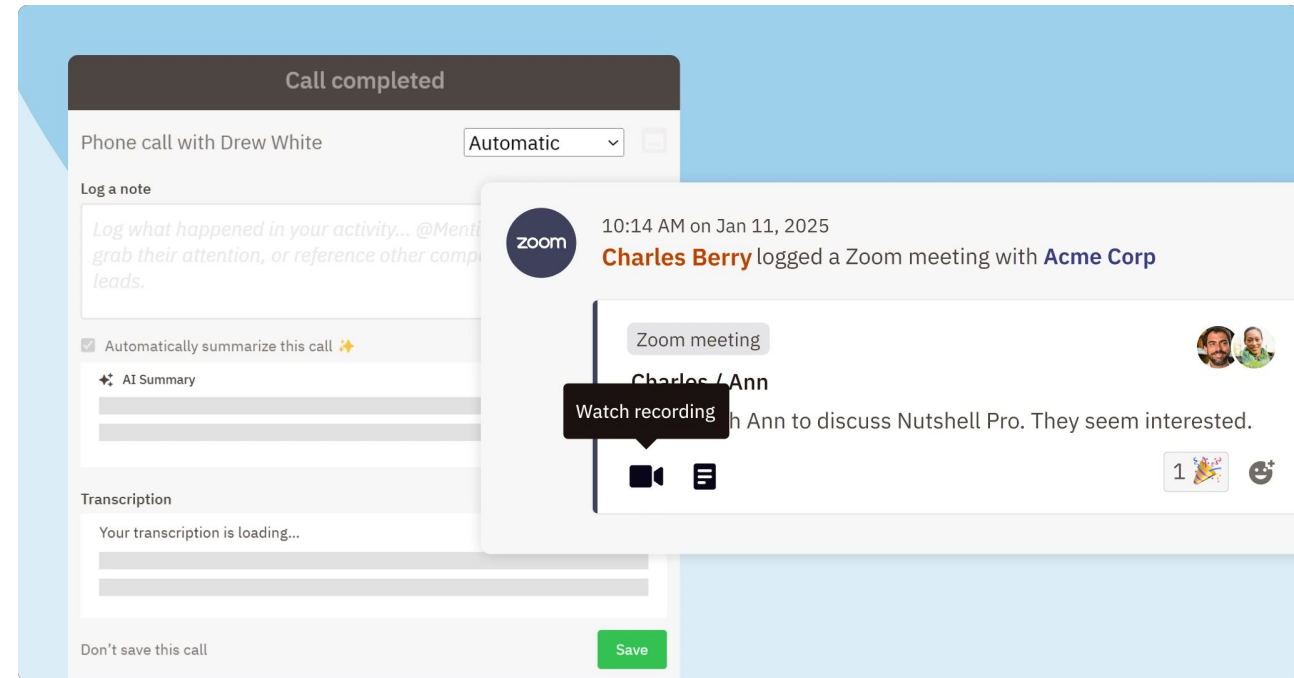 Call completed
Phone call with Drew White
Automatic
Log a note
Log what happened in your activity... @Menti
grab their attention, or reference other comp
leads.
Automatically summarize this call ✨
AI Summary
Transcription
Your transcription is loading...
Don’t save this call
Save
zoom
10:14 AM on Jan 11, 2025
Charles Berry logged a Zoom meeting with Acme Corp
Zoom meeting
Charles / Ann
Watch recording
h Ann to discuss Nutshell Pro. They seem interested.
1 🎉